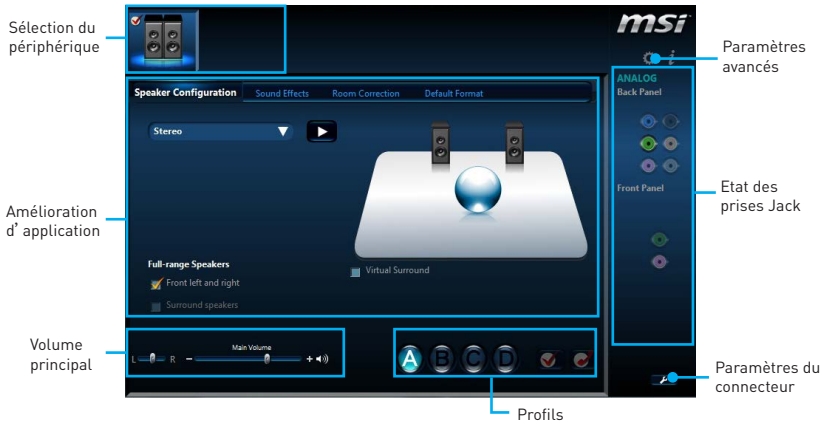 Sélection du
périphérique
msi
Paramètres
avancés
ANALOG
Back Panel
Speaker Configuration
Sound Effects
Room Correction
Default Format
Stereo
Front Panel
Etat des
prises Jack
Amélioration
d'application
Full-range Speakers
Front left and right
Virtual Surround
Surround speakers
Volume
principal
Main Volume
L
R
A
B
C
D
Paramètres du
connecteur
Profils